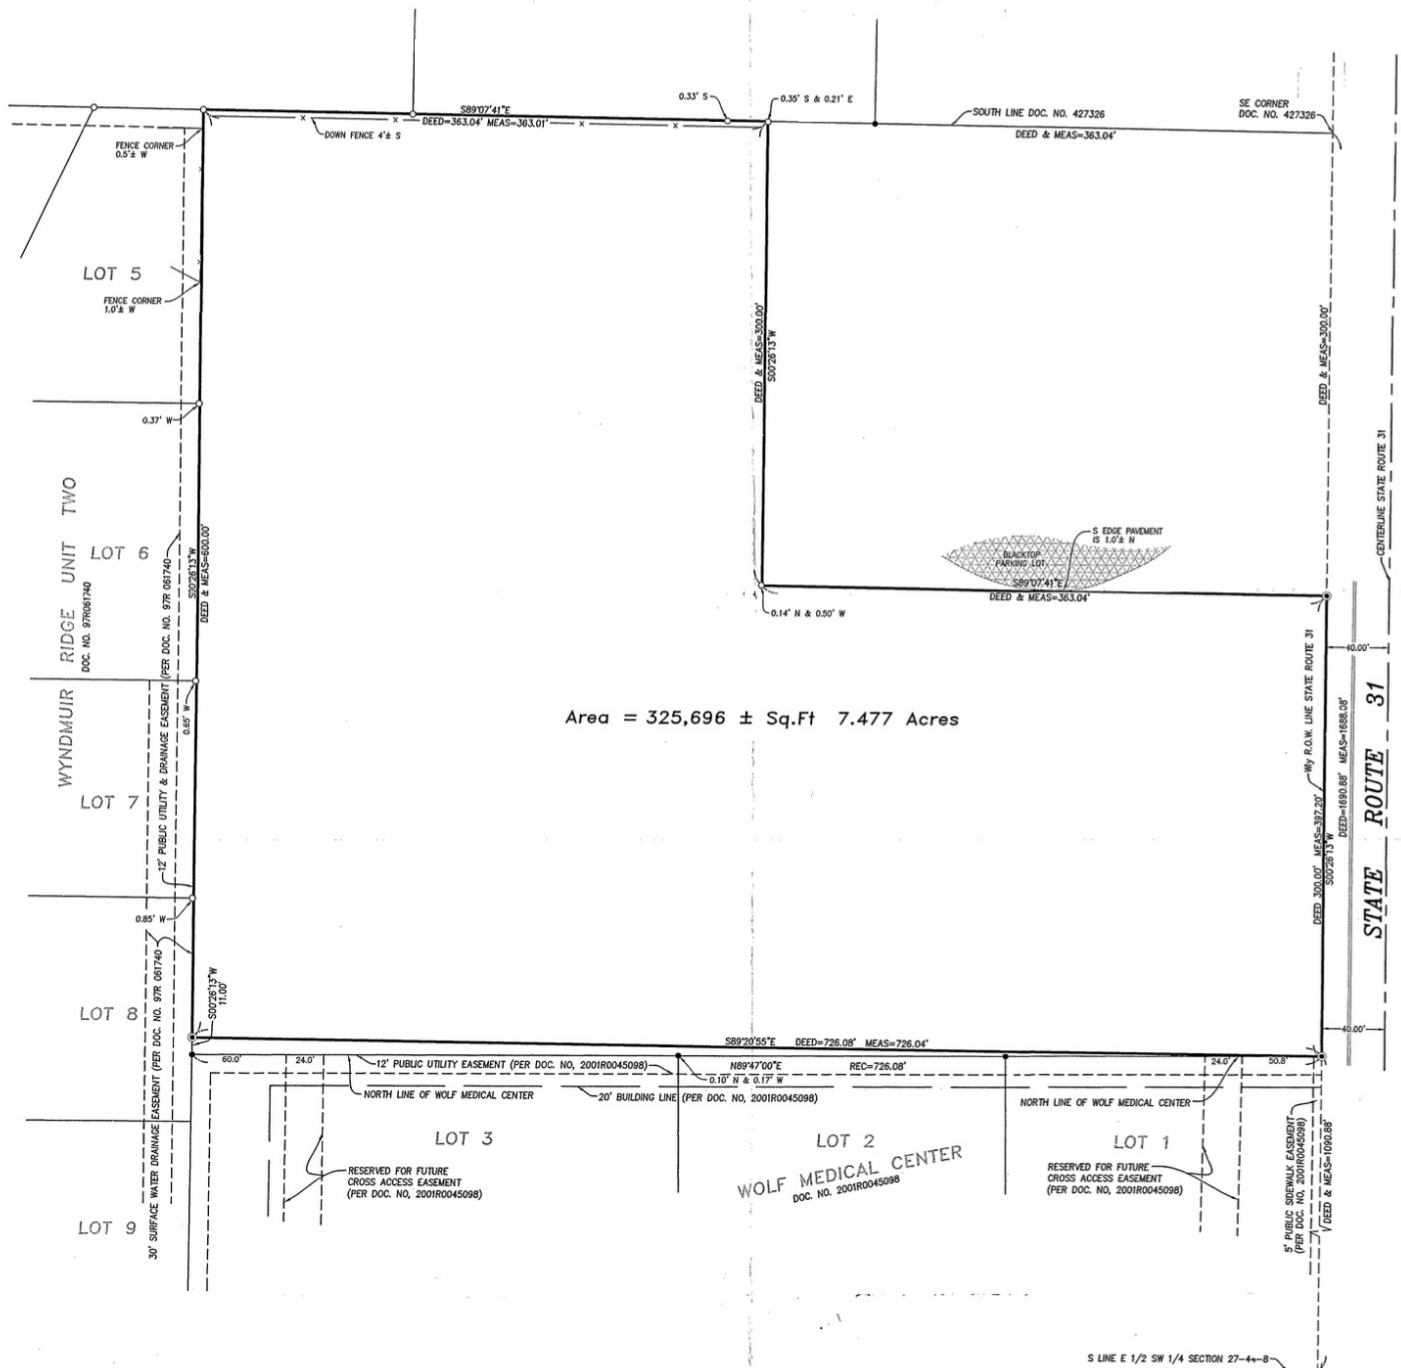 S89°07'41"E
DEED=363.04' MEAS=363.01'
DOWN FENCE 4'± S
0.33' S
0.35' S & 0.21' E
SOUTH LINE DOC. NO. 427326
DEED & MEAS=363.04'
SE CORNER
DOC. NO. 427326
FENCE CORNER
0.5'± W
LOT 5
FENCE CORNER
1.0'± W
0.37' W
DEED & MEAS=300.00'
S00°26'13"W
DEED & MEAS=300.00'
CENTERLINE STATE ROUTE 31
WYNDMUIR RIDGE UNIT TWO
DOC. NO. 97R061740
LOT 6
12' PUBLIC UTILITY & DRAINAGE EASEMENT (PER DOC. NO. 97R 061740)
S00°26'13"W
DEED & MEAS=600.00'
S EDGE PAVEMENT
IS 1.0'± N
BLACKTOP
PARKING LOT
S89°07'41"E
DEED & MEAS=363.04'
0.14' N & 0.50' W
Wly R.O.W. LINE STATE ROUTE 31
40.00'
0.65' W
Area = 325,696 ± Sq.Ft 7.477 Acres
STATE ROUTE 31
DEED=1690.88' MEAS=1688.08'
LOT 7
DEED 300.00' MEAS=397.20'
S00°26'13"W
0.85' W
LOT 8
30' SURFACE WATER DRAINAGE EASEMENT (PER DOC. NO. 97R 061740)
S00°26'13"W
11.00'
40.00'
S89°20'55"E DEED=726.08' MEAS=726.04'
60.0'
24.0'
12' PUBLIC UTILITY EASEMENT (PER DOC. NO, 2001R0045098)
N89°47'00"E REC=726.08'
24.0'
50.8'
0.10' N & 0.17' W
NORTH LINE OF WOLF MEDICAL CENTER
20' BUILDING LINE (PER DOC. NO, 2001R0045098)
NORTH LINE OF WOLF MEDICAL CENTER
LOT 3
LOT 2
LOT 1
WOLF MEDICAL CENTER
DOC. NO. 2001R0045098
RESERVED FOR FUTURE
CROSS ACCESS EASEMENT
(PER DOC. NO, 2001R0045098)
RESERVED FOR FUTURE
CROSS ACCESS EASEMENT
(PER DOC. NO, 2001R0045098)
5' PUBLIC SIDEWALK EASEMENT
(PER DOC. NO, 2001R0045098)
DEED & MEAS=1090.88'
LOT 9
S LINE E 1/2 SW 1/4 SECTION 27-44-8